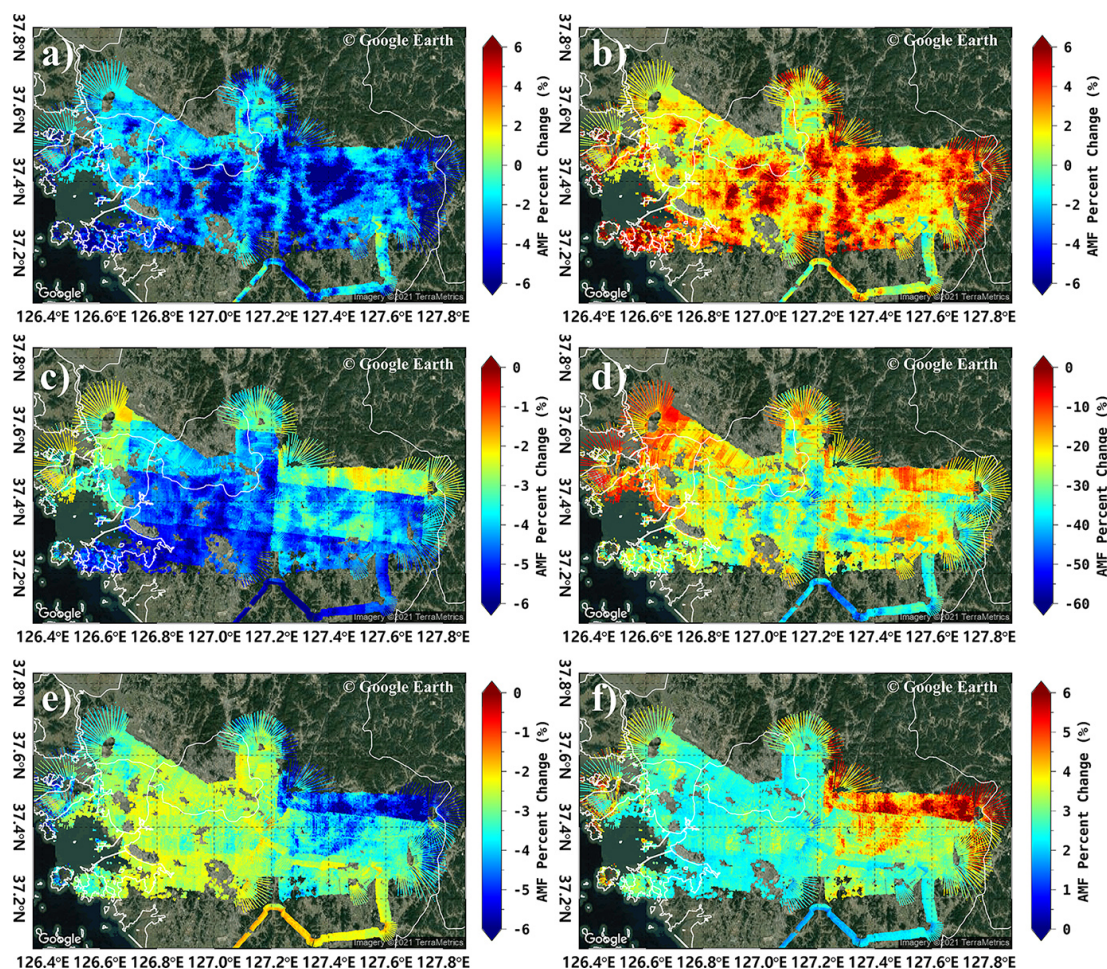 a) © Google Earth
37.8°N
37.6°N
37.4°N
37.2°N
Google
Imagery ©2021 TerraMetrics
126.4°E 126.6°E 126.8°E 127.0°E 127.2°E 127.4°E 127.6°E 127.8°E
6
4
2
0
-2
-4
-6
AMF Percent Change (%)
b) © Google Earth
37.8°N
37.6°N
37.4°N
37.2°N
Google
Imagery ©2021 TerraMetrics
126.4°E 126.6°E 126.8°E 127.0°E 127.2°E 127.4°E 127.6°E 127.8°E
6
4
2
0
-2
-4
-6
AMF Percent Change (%)
c) © Google Earth
37.8°N
37.6°N
37.4°N
37.2°N
Google
Imagery ©2021 TerraMetrics
126.4°E 126.6°E 126.8°E 127.0°E 127.2°E 127.4°E 127.6°E 127.8°E
0
-1
-2
-3
-4
-5
-6
AMF Percent Change (%)
d) © Google Earth
37.8°N
37.6°N
37.4°N
37.2°N
Google
Imagery ©2021 TerraMetrics
126.4°E 126.6°E 126.8°E 127.0°E 127.2°E 127.4°E 127.6°E 127.8°E
0
-10
-20
-30
-40
-50
-60
AMF Percent Change (%)
e) © Google Earth
37.8°N
37.6°N
37.4°N
37.2°N
Google
Imagery ©2021 TerraMetrics
126.4°E 126.6°E 126.8°E 127.0°E 127.2°E 127.4°E 127.6°E 127.8°E
0
-1
-2
-3
-4
-5
-6
AMF Percent Change (%)
f) © Google Earth
37.8°N
37.6°N
37.4°N
37.2°N
Google
Imagery ©2021 TerraMetrics
126.4°E 126.6°E 126.8°E 127.0°E 127.2°E 127.4°E 127.6°E 127.8°E
6
5
4
3
2
1
0
AMF Percent Change (%)